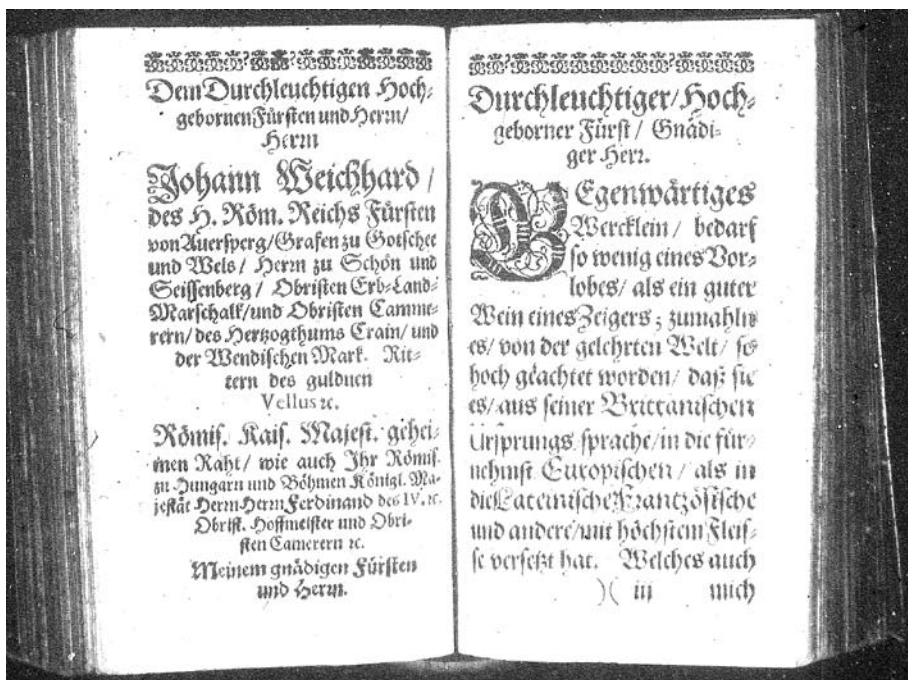 Dem Durchleuchtigen Hoch-
gebornen Fürsten und Herrn/
Herrn
Johann Weichhard /
des H. Röm. Reichs Fürsten
von Auersperg/Grafen zu Gotschee
und Wels / Herrn zu Schön und
Seissenberg / Obristen Erb-Land-
Marschalk/und Obristen Camme-
rern/des Hertzogthums Crain/ und
der Wendischen Mark. Rit-
tern des gulduen
Vellus ꝛc.
Römis. Kais. Majest. gehei-
men Raht/ wie auch Ihr Römis.
zu Hungarn und Böhmen Königl. Ma-
jestät Herrn Herrn Ferdinand des IV. ꝛc.
Obrist. Hoffmeister und Obri-
sten Camerern ꝛc.
Meinem gnädigen Fürsten
und Herrn.
Durchleuchtiger/Hoch-
geborner Fürst / Gnädi-
ger Herr.
GEgenwärtiges
Wercklein / bedarf
so wenig eines Vor-
lobes/ als ein guter
Wein eines Zeigers; zumahln
es/ von der gelehrten Welt/ so
hoch geachtet worden/ daß sie
es/ aus seiner Brittanischen
Ursprungs sprache/in die für-
nehmst Europischen / als in
die Lateinische Frantzösische
und andere/mit höchstem Fleis-
se versetzt hat. Welches auch
)( iij mich